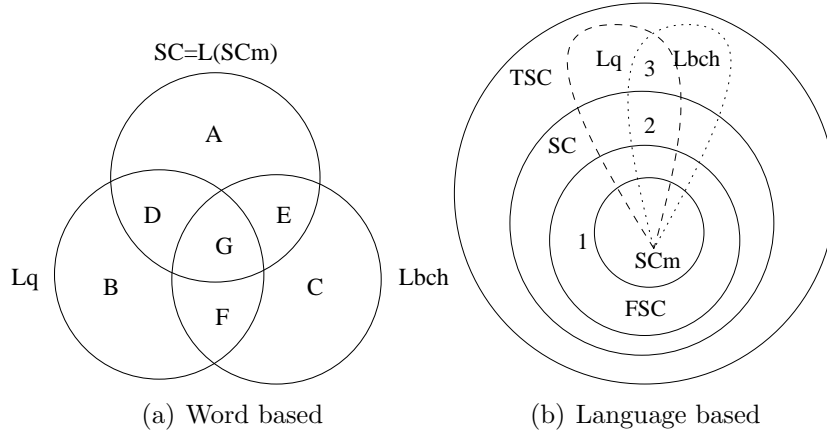 SC=L(SCm)
A
D
E
G
Lq
B
C
Lbch
F
(a) Word based
TSC
Lq
3
Lbch
SC
2
1
SCm
FSC
(b) Language based